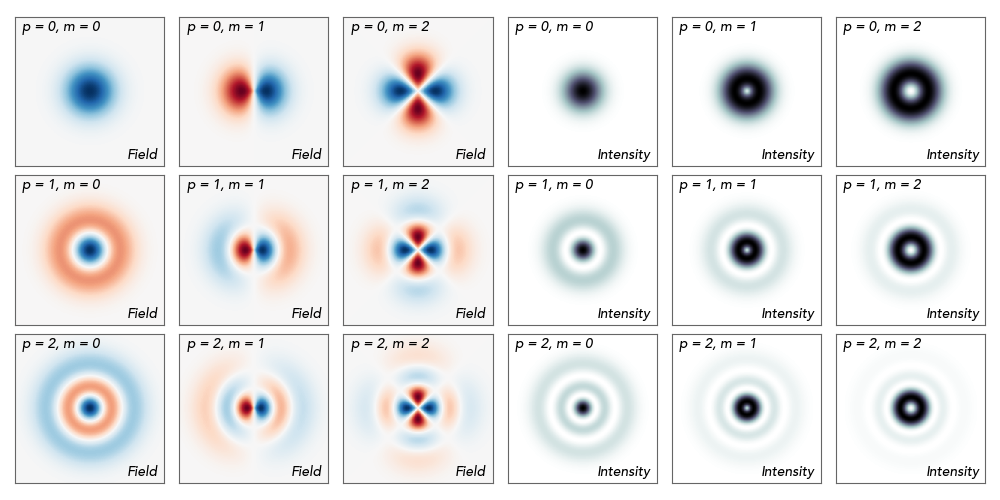 p = 0, m = 0
Field
p = 0, m = 1
Field
p = 0, m = 2
Field
p = 0, m = 0
Intensity
p = 0, m = 1
Intensity
p = 0, m = 2
Intensity
p = 1, m = 0
Field
p = 1, m = 1
Field
p = 1, m = 2
Field
p = 1, m = 0
Intensity
p = 1, m = 1
Intensity
p = 1, m = 2
Intensity
p = 2, m = 0
Field
p = 2, m = 1
Field
p = 2, m = 2
Field
p = 2, m = 0
Intensity
p = 2, m = 1
Intensity
p = 2, m = 2
Intensity